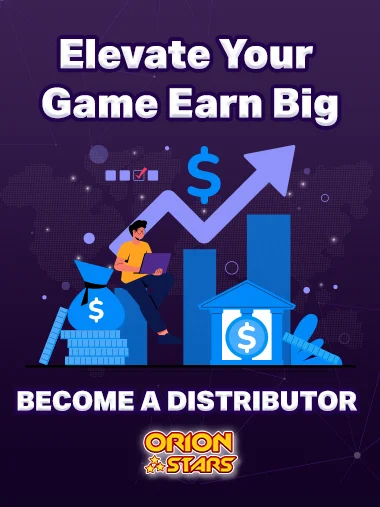 Elevate Your
Game Earn Big
$
$
$
BECOME A DISTRIBUTOR
ORION
STARS